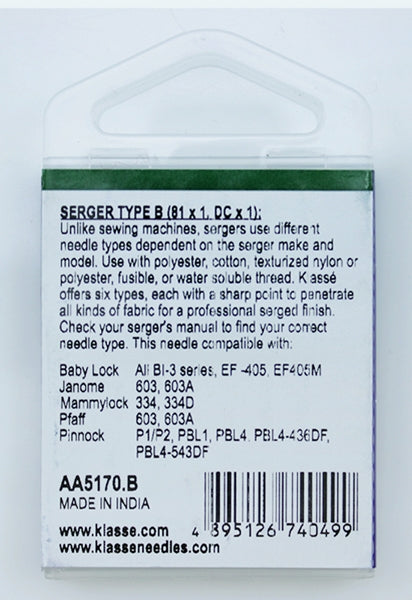 SERGER TYPE B (81 x 1, DC x 1):
Unlike sewing machines, sergers use different
needle types dependent on the serger make and
model. Use with polyester, cotton, texturized nylon or
polyester, fusible, or water soluble thread. Klassé
offers six types, each with a sharp point to penetrate
all kinds of fabric for a professional serged finish.
Check your serger's manual to find your correct
needle type. This needle compatible with:
Baby Lock All BI-3 series, EF -405, EF405M
Janome 603, 603A
Mammylock 334, 334D
Pfaff 603, 603A
Pinnock P1/P2, PBL1, PBL4, PBL4-436DF,
PBL4-543DF
AA5170.B
MADE IN INDIA
www.klasse.com
www.klasseneedles.com
4 895126 740499